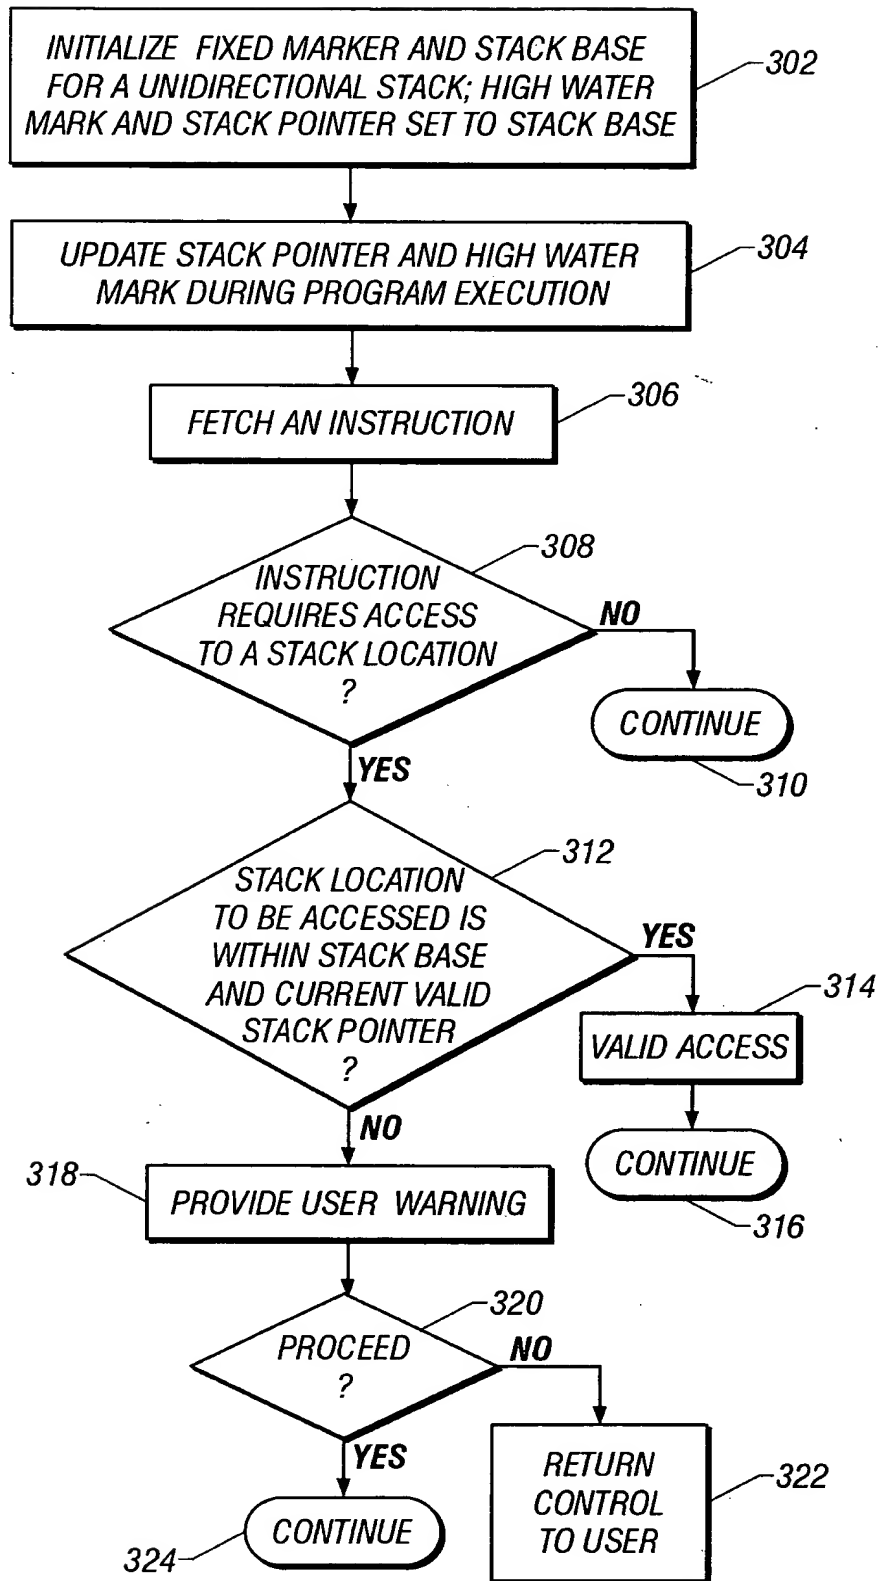 INITIALIZE FIXED MARKER AND STACK BASE
FOR A UNIDIRECTIONAL STACK; HIGH WATER
MARK AND STACK POINTER SET TO STACK BASE
302
UPDATE STACK POINTER AND HIGH WATER
MARK DURING PROGRAM EXECUTION
304
FETCH AN INSTRUCTION
306
INSTRUCTION
REQUIRES ACCESS
TO A STACK LOCATION
?
308
NO
CONTINUE
310
YES
STACK LOCATION
TO BE ACCESSED IS
WITHIN STACK BASE
AND CURRENT VALID
STACK POINTER
?
312
YES
314
VALID ACCESS
CONTINUE
316
NO
318
PROVIDE USER WARNING
PROCEED
?
320
NO
YES
RETURN
CONTROL
TO USER
322
CONTINUE
324